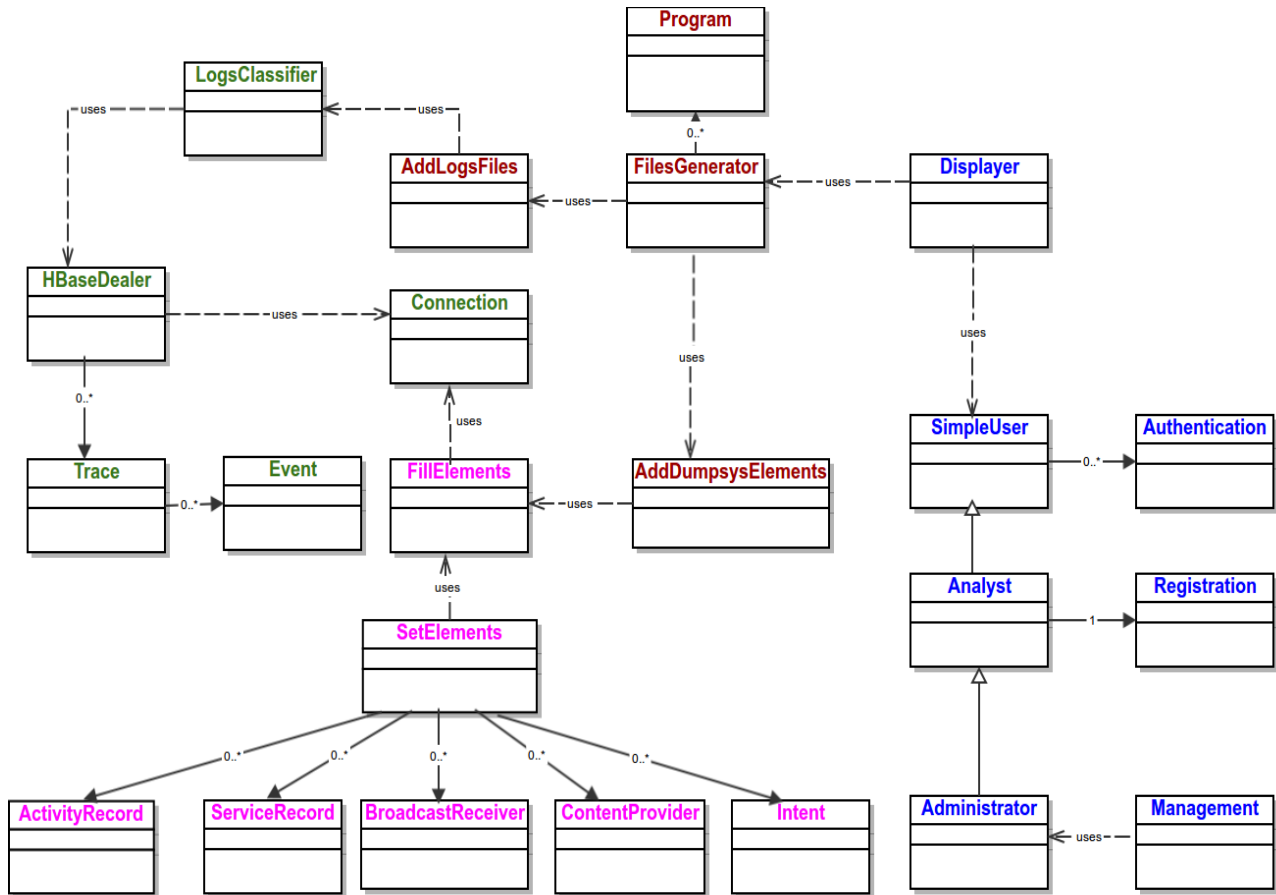 Program
LogsClassifier
uses
uses
0..*
AddLogsFiles
FilesGenerator
Displayer
uses
uses
HBaseDealer
Connection
uses
uses
uses
0..*
uses
SimpleUser
Authentication
0..*
Trace
Event
FillElements
AddDumpsysElements
0..*
uses
uses
Analyst
Registration
1
SetElements
0..*
0..*
0..*
0..*
0..*
ActivityRecord
ServiceRecord
BroadcastReceiver
ContentProvider
Intent
Administrator
Management
uses